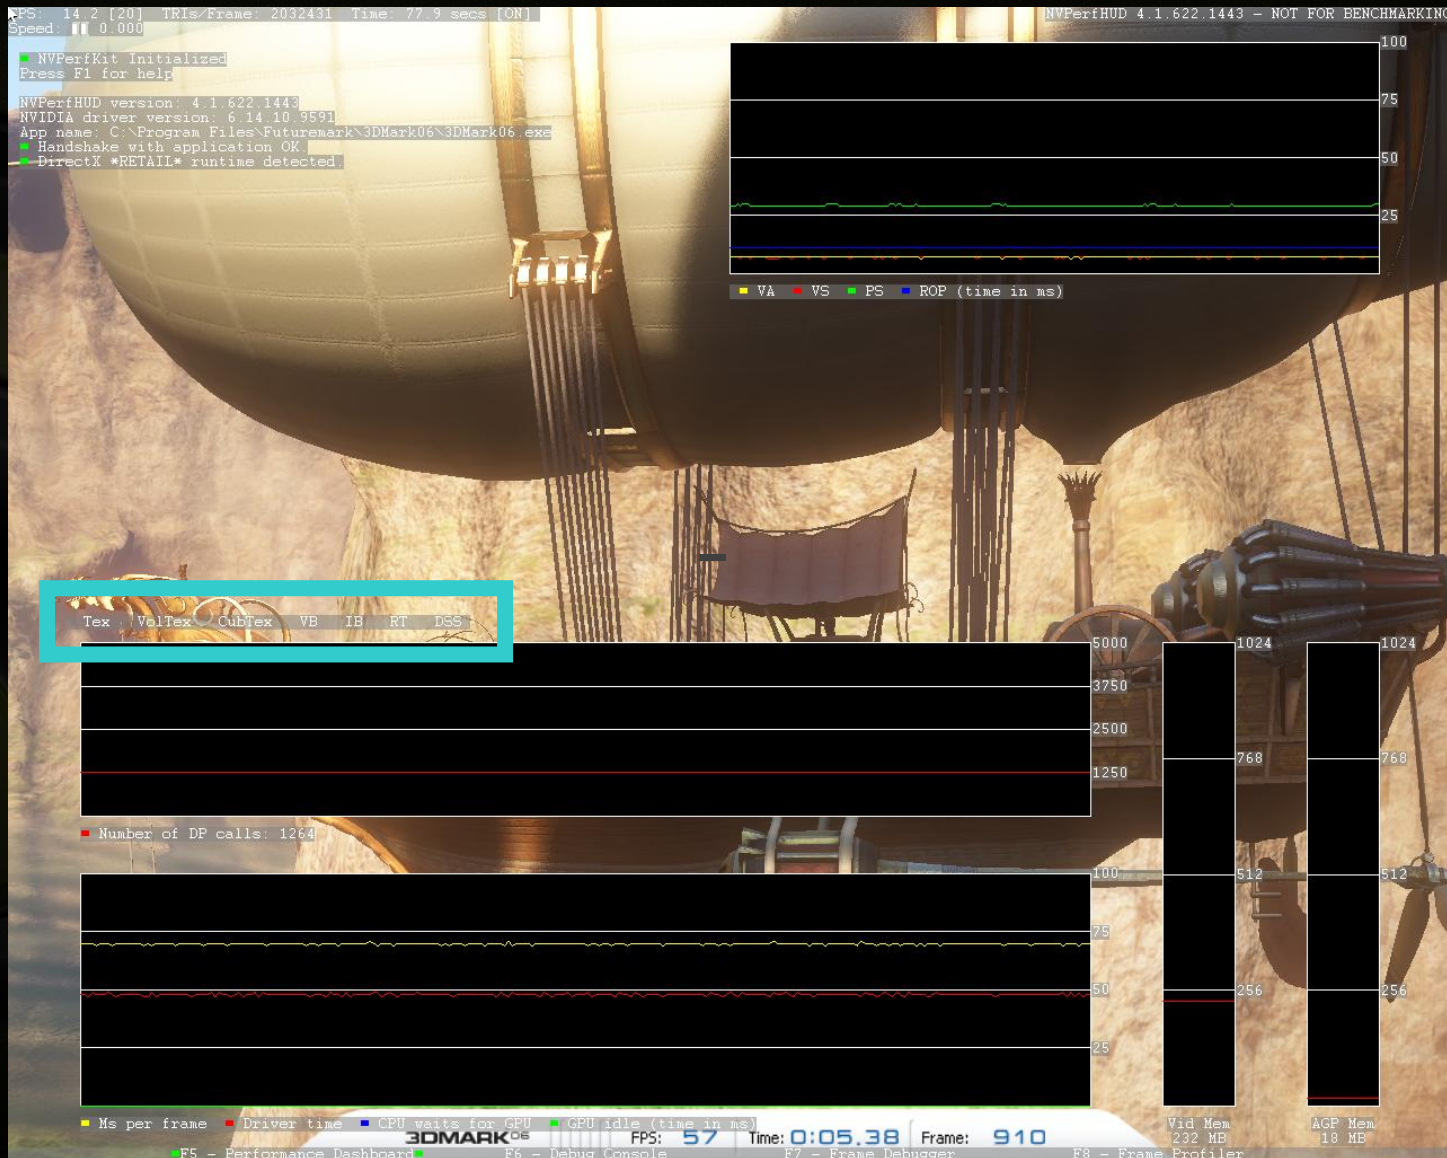 FPS: 14.2 [20] TRIs/Frame: 2032431 Time: 77.9 secs [ON]
NVPerfHUD 4.1.622.1443 – NOT FOR BENCHMARKING
Speed: 0.000
NVPerfKit Initialized
Press F1 for help
NVPerfHUD version: 4.1.622.1443
NVIDIA driver version: 6.14.10.9591
App name: C:\Program Files\Futuremark\3DMark06\3DMark06.exe
Handshake with application OK.
DirectX *RETAIL* runtime detected.
100
75
50
25
VA VS PS ROP (time in ms)
Tex VolTex CubTex VB IB RT DSS
5000
3750
2500
1250
Number of DP calls: 1264
100
75
50
25
Ms per frame Driver time CPU waits for GPU GPU idle (time in ms)
1024
768
512
256
Vid Mem
232 MB
1024
768
512
256
AGP Mem
18 MB
3DMARK06 FPS: 57 Time: 0:05.38 Frame: 910
F5 – Performance Dashboard F6 – Debug Console F7 – Frame Debugger F8 – Frame Profiler